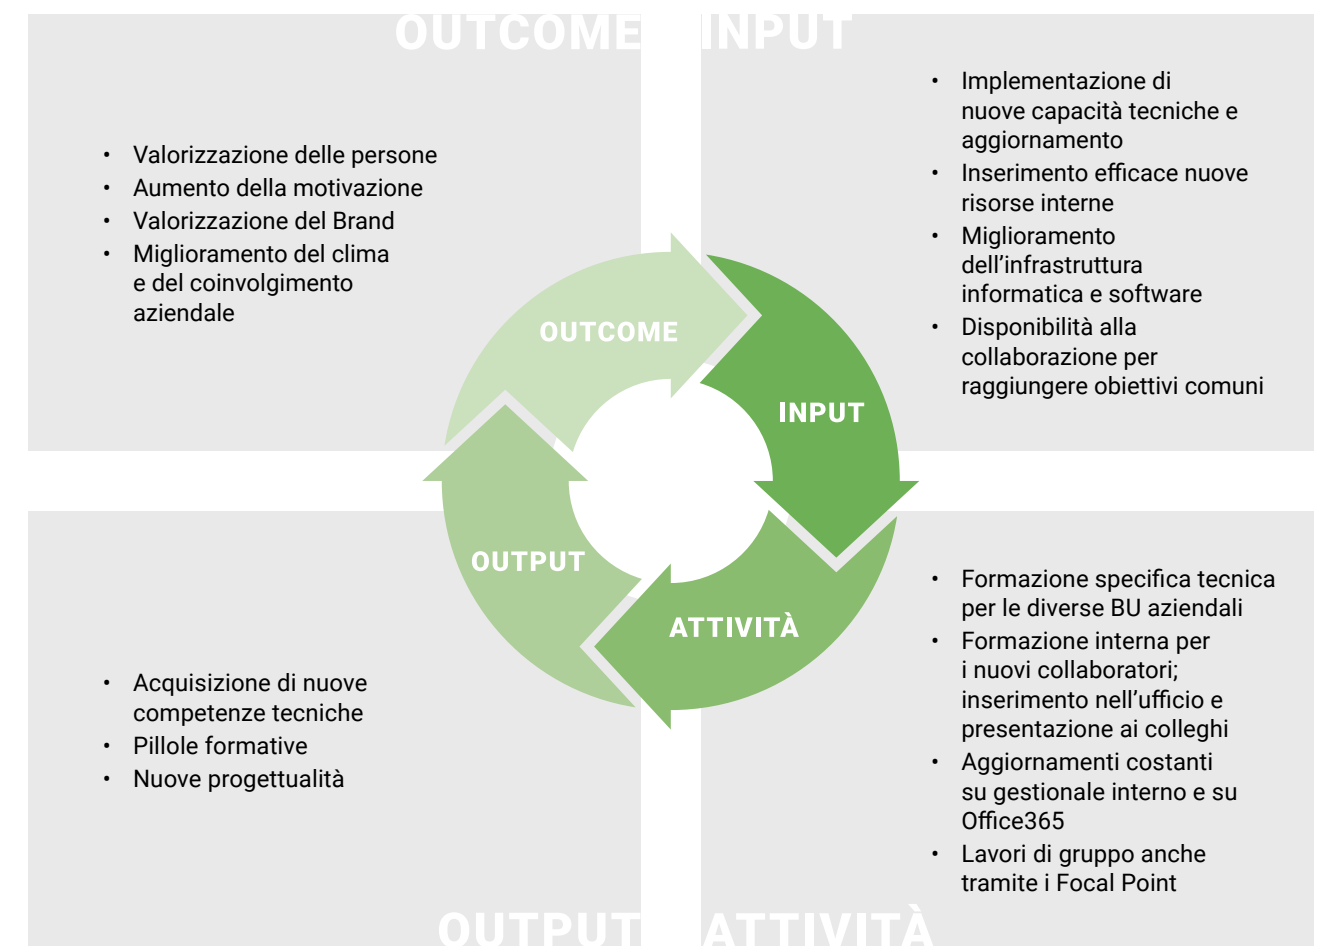 OUTCOME
• Valorizzazione delle persone
• Aumento della motivazione
• Valorizzazione del Brand
• Miglioramento del clima
e del coinvolgimento
aziendale
INPUT
• Implementazione di
nuove capacità tecniche e
aggiornamento
• Inserimento efficace nuove
risorse interne
• Miglioramento
dell’infrastruttura
informatica e software
• Disponibilità alla
collaborazione per
raggiungere obiettivi comuni
OUTCOME
INPUT
OUTPUT
ATTIVITÀ
• Acquisizione di nuove
competenze tecniche
• Pillole formative
• Nuove progettualità
OUTPUT
• Formazione specifica tecnica
per le diverse BU aziendali
• Formazione interna per
i nuovi collaboratori;
inserimento nell’ufficio e
presentazione ai colleghi
• Aggiornamenti costanti
su gestionale interno e su
Office365
• Lavori di gruppo anche
tramite i Focal Point
ATTIVITÀ